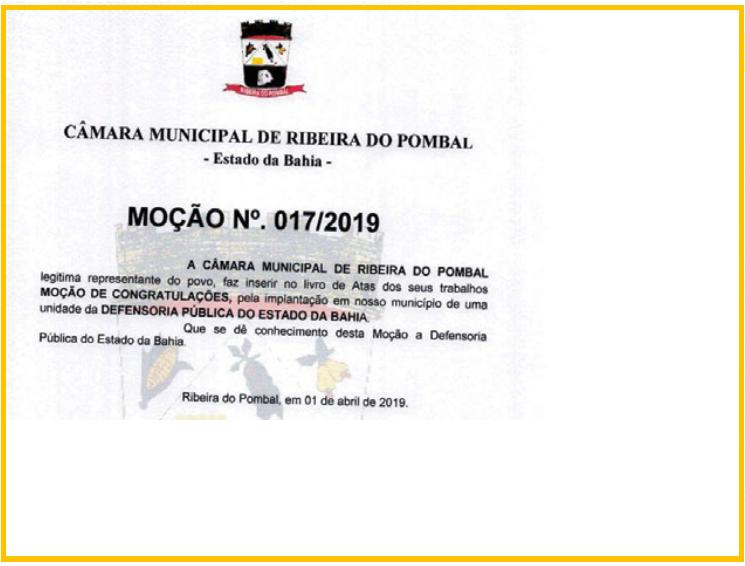 RIBEIRA DO POMBAL
CÂMARA MUNICIPAL DE RIBEIRA DO POMBAL
- Estado da Bahia -
MOÇÃO Nº. 017/2019
A CÂMARA MUNICIPAL DE RIBEIRA DO POMBAL
legitima representante do povo, faz inserir no livro de Atas dos seus trabalhos
MOÇÃO DE CONGRATULAÇÕES, pela implantação em nosso município de uma
unidade da DEFENSORIA PÚBLICA DO ESTADO DA BAHIA.
Que se dê conhecimento desta Moção a Defensoria
Pública do Estado da Bahia.
Ribeira do Pombal, em 01 de abril de 2019.